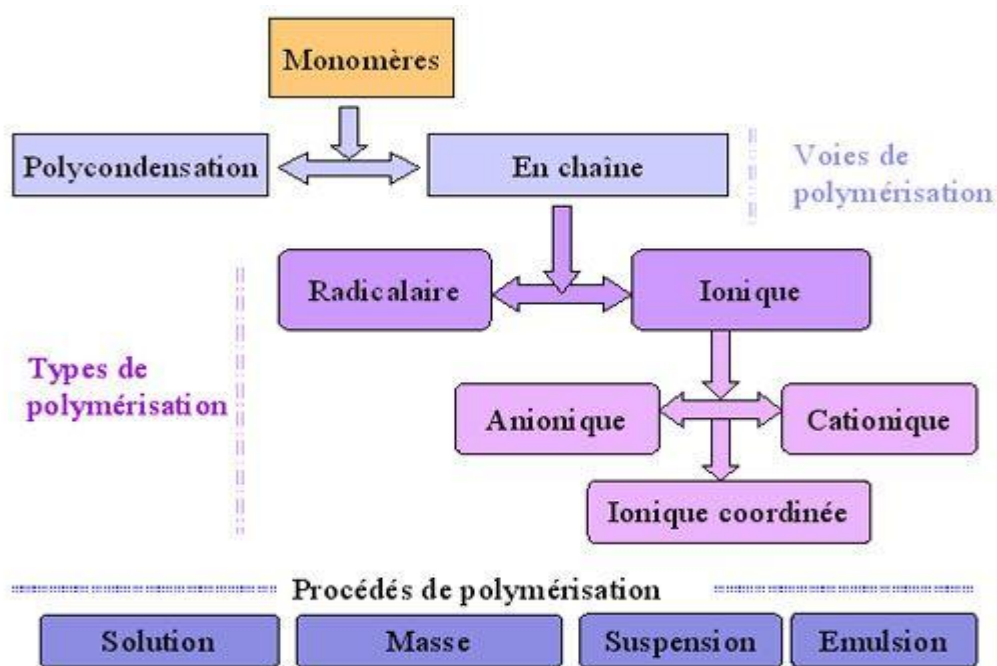 Monomères
Polycondensation
En chaîne
Voies de
polymérisation
Radicalaire
Ionique
Types de
polymérisation
Anionique
Cationique
Ionique coordinée
Procédés de polymérisation
Solution
Masse
Suspension
Emulsion